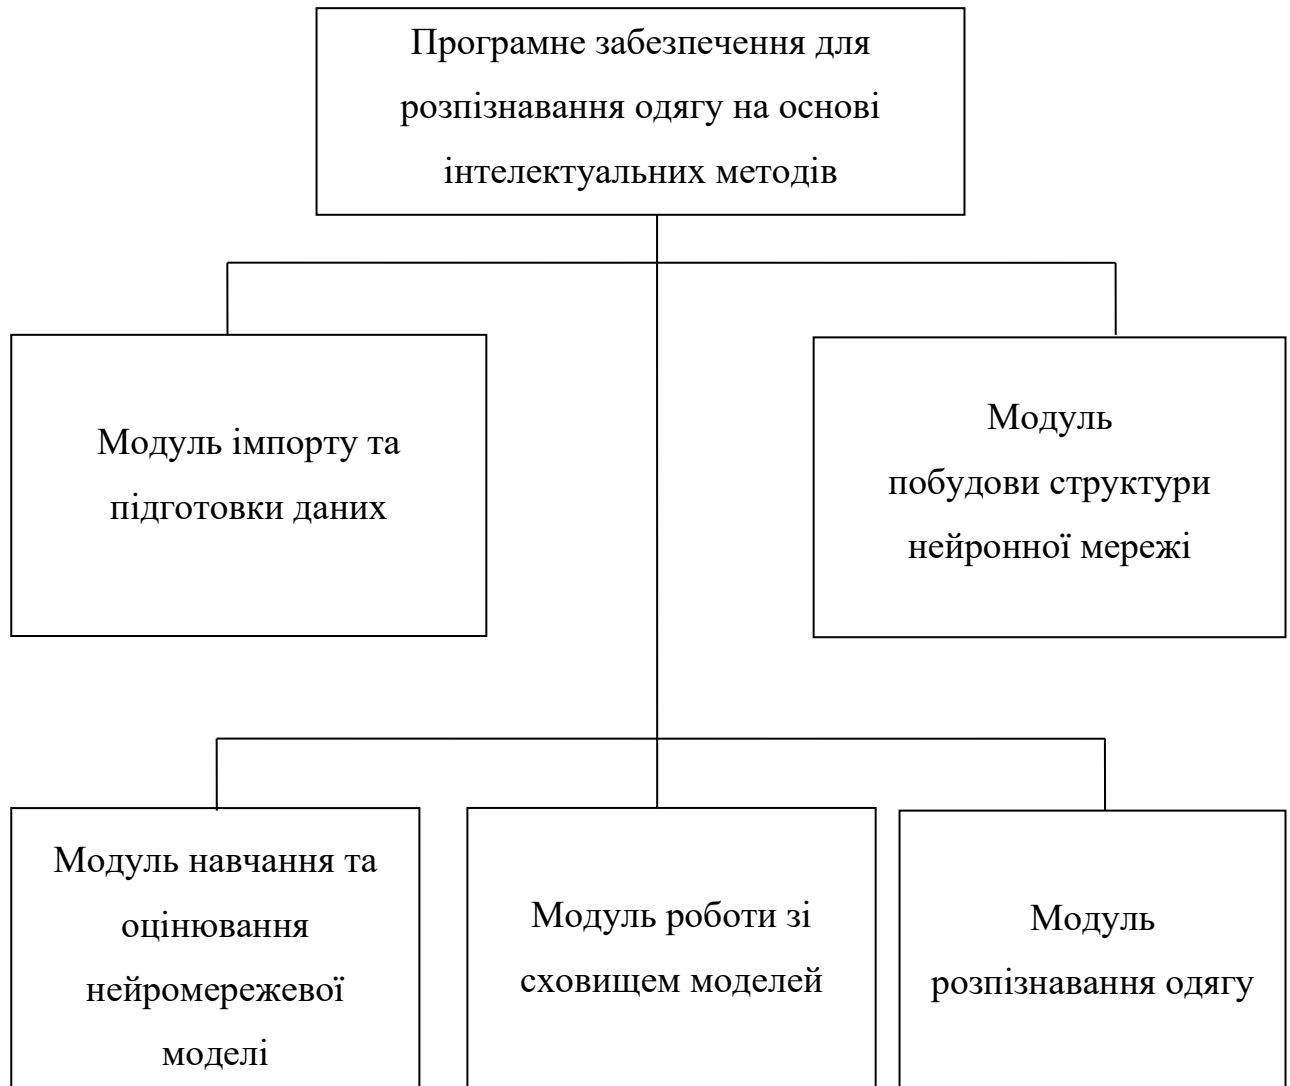 Програмне забезпечення для
розпізнавання одягу на основі
інтелектуальних методів
Модуль імпорту та
підготовки даних
Модуль
побудови структури
нейронної мережі
Модуль навчання та
оцінювання
нейромережевої
моделі
Модуль роботи зі
сховищем моделей
Модуль
розпізнавання одягу